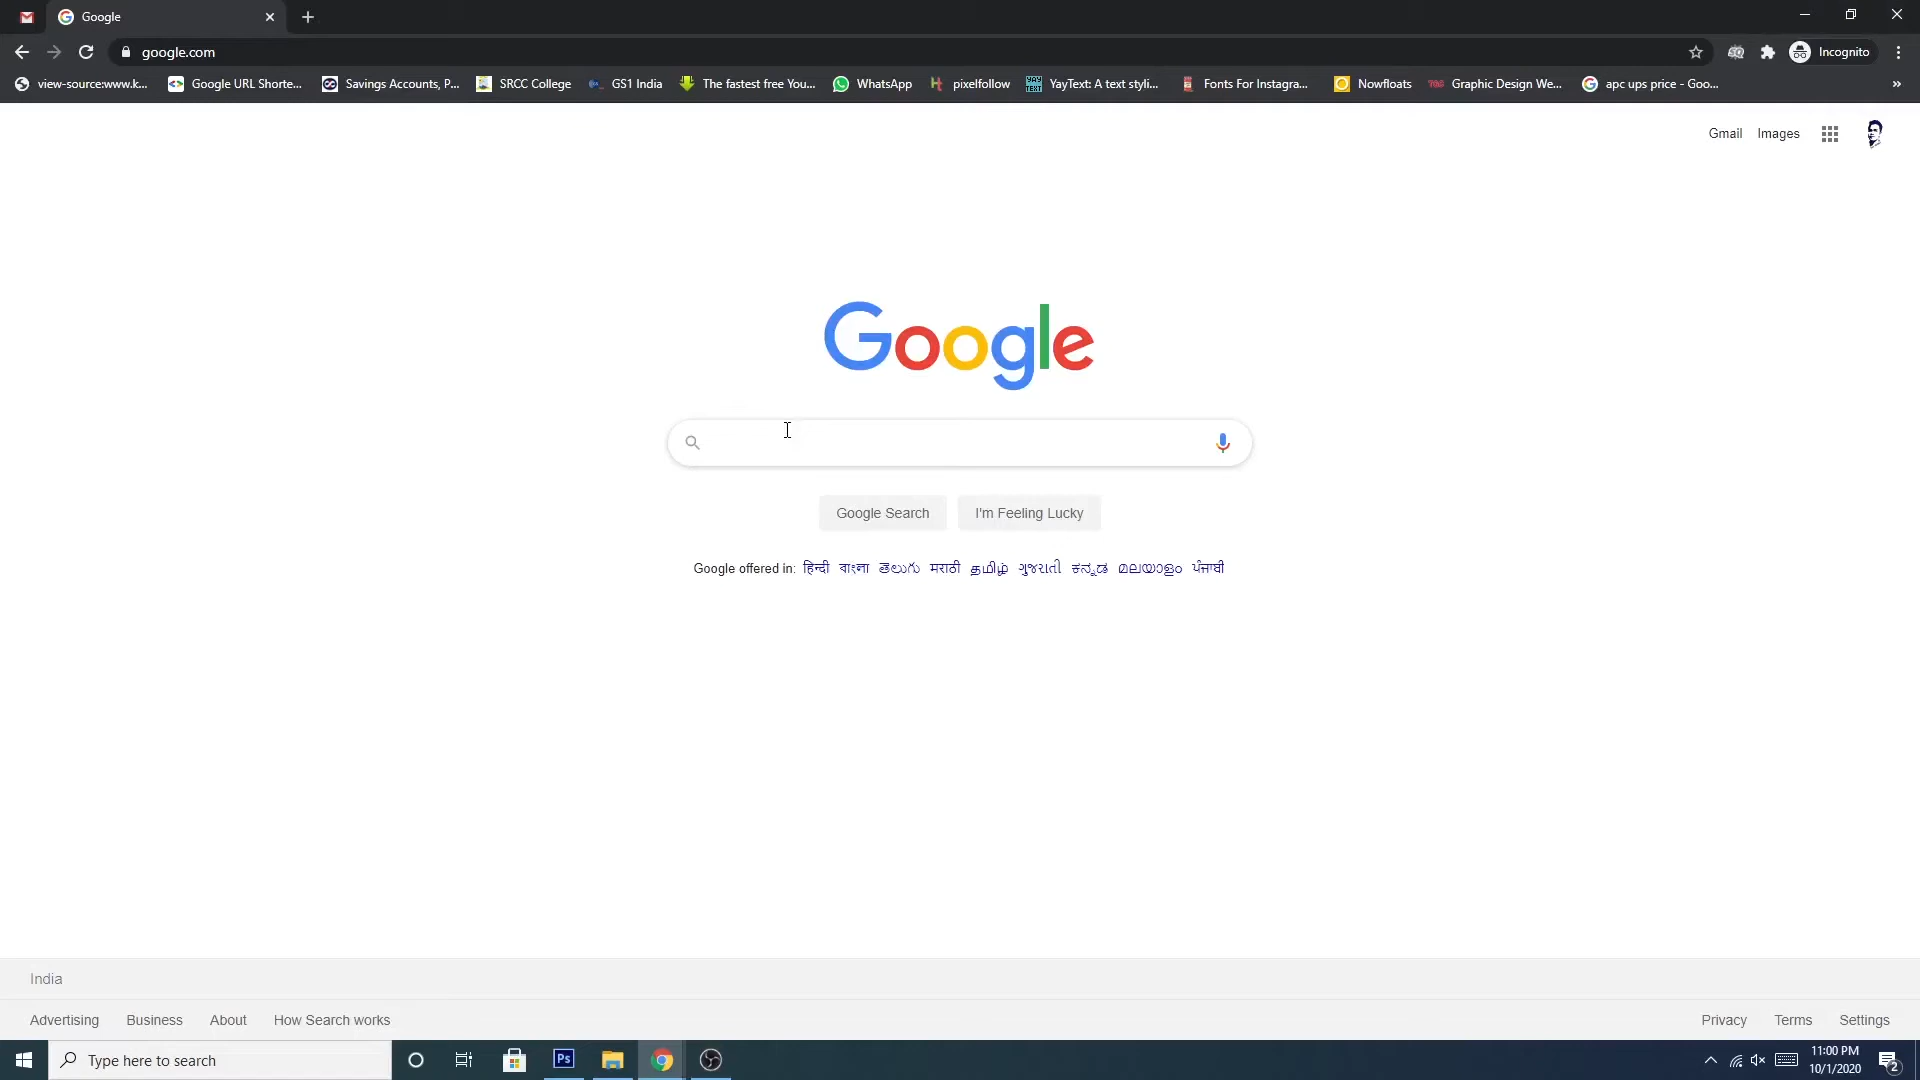 Google
google.com
Incognito
view-source:www.k...
Google URL Shorte...
Savings Accounts, P...
SRCC College
GS1 India
The fastest free You...
WhatsApp
pixelfollow
YayText: A text styli...
Fonts For Instagra...
Nowfloats
Graphic Design We...
apc ups price - Goo...
Gmail
Images
Google
Google Search
I'm Feeling Lucky
Google offered in: हिन्दी বাংলা తెలుగు मराठी தமிழ் ગુજરાતી ಕನ್ನಡ മലയാളം ਪੰਜਾਬੀ
India
Advertising
Business
About
How Search works
Privacy
Terms
Settings
Type here to search
Ps
11:00 PM
10/1/2020
2